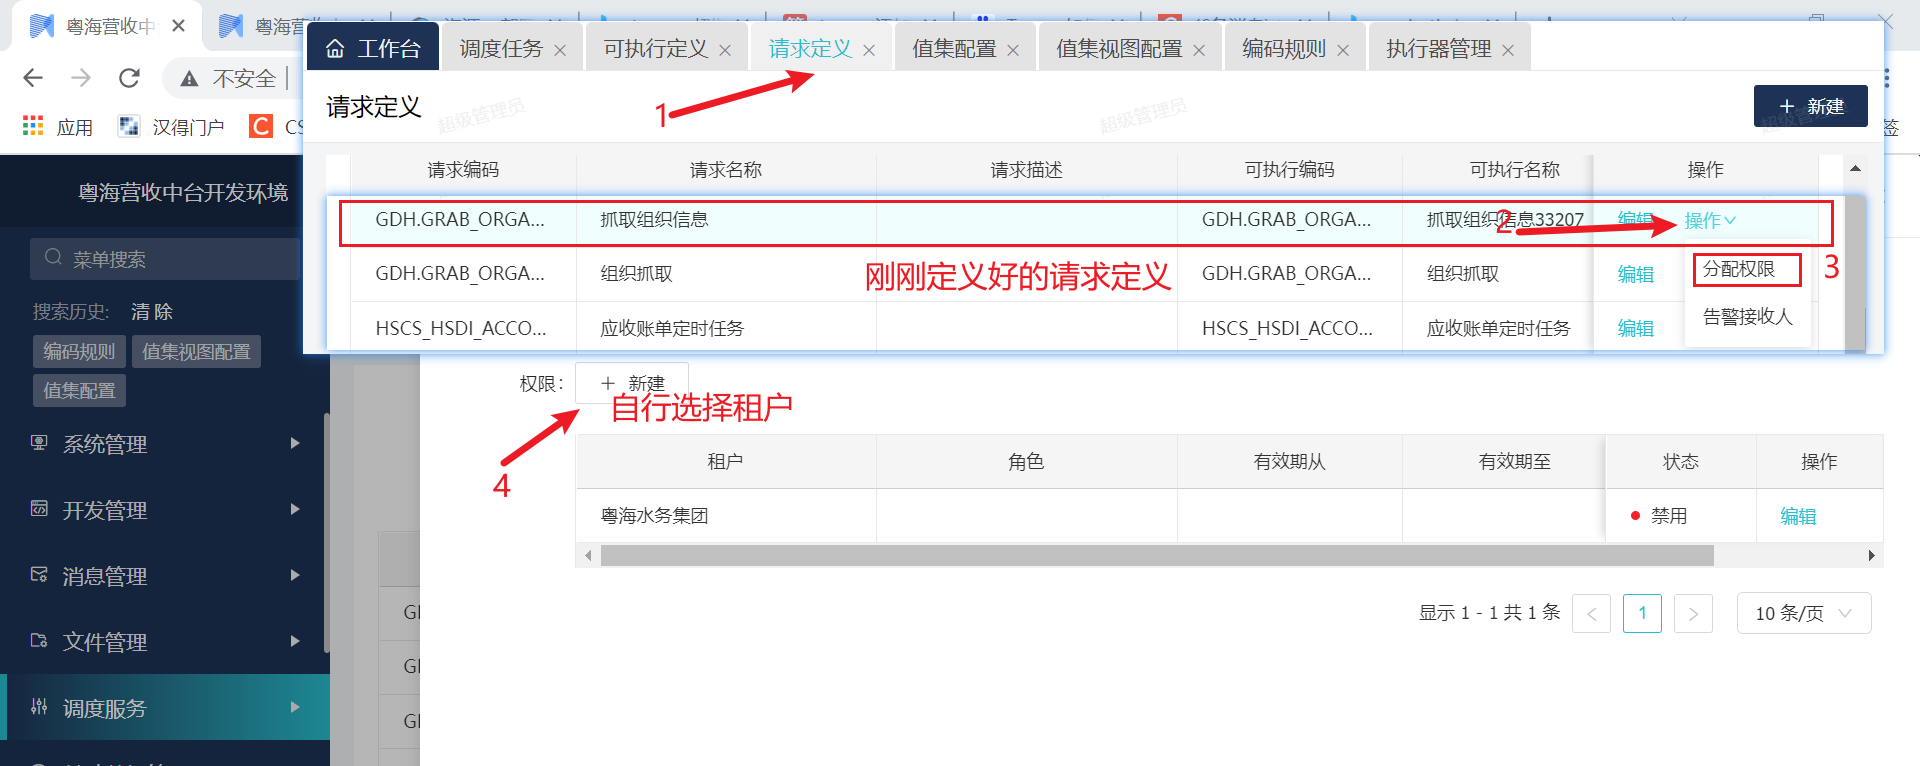 粤海营收中
粤海营
不安全
应用
汉得门户
CS
签
工作台
调度任务
可执行定义
请求定义
值集配置
值集视图配置
编码规则
执行器管理
1
请求定义
超级管理员
超级管理员
新建
请求编码 请求名称 请求描述 可执行编码 可执行名称 操作
GDH.GRAB_ORGA... 抓取组织信息 GDH.GRAB_ORGA... 抓取组织信息33207 编辑 操作
2
GDH.GRAB_ORGA... 组织抓取 GDH.GRAB_ORGA... 组织抓取 编辑
刚刚定义好的请求定义
分配权限
3
HSCS_HSDI_ACCO... 应收账单定时任务 HSCS_HSDI_ACCO... 应收账单定时任务 编辑
告警接收人
粤海营收中台开发环境
菜单搜索
搜索历史: 清除
编码规则
值集视图配置
值集配置
系统管理
开发管理
消息管理
文件管理
调度服务
权限:
新建
自行选择租户
4
租户 角色 有效期从 有效期至 状态 操作
粤海水务集团 禁用 编辑
显示 1 - 1 共 1 条
1
10 条/页